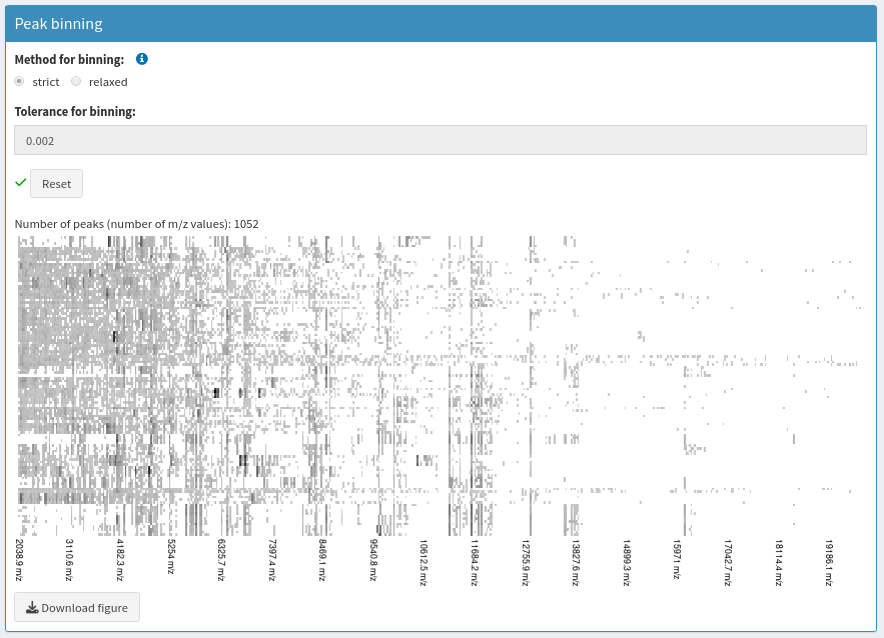 Peak binning
Method for binning:
strict relaxed
Tolerance for binning:
0.002
Reset
Number of peaks (number of m/z values): 1052
2038.9 m/z
3110.6 m/z
4182.3 m/z
5254 m/z
6325.7 m/z
7397.4 m/z
8469.1 m/z
9540.8 m/z
10612.5 m/z
11684.2 m/z
12755.9 m/z
13827.6 m/z
14899.3 m/z
15971 m/z
17042.7 m/z
18114.4 m/z
19186.1 m/z
Download figure